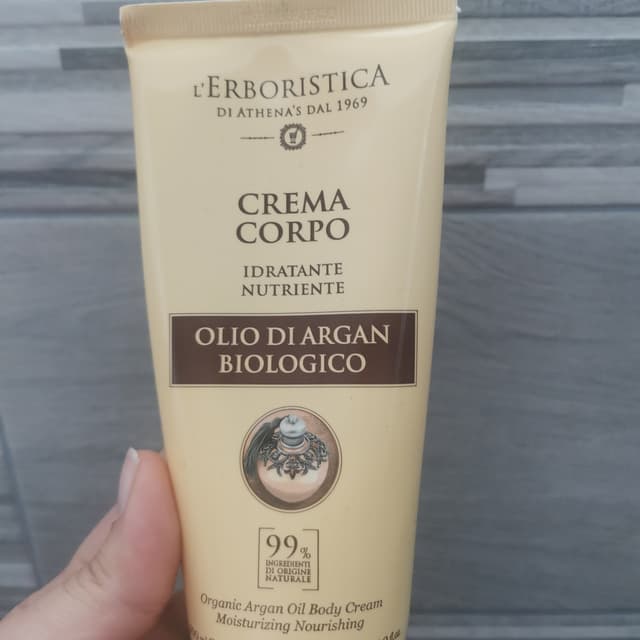 L'ERBORISTICA
DI ATHENA'S DAL 1969
CREMA
CORPO
IDRATANTE
NUTRIENTE
OLIO DI ARGAN
BIOLOGICO
99%
INGREDIENTI
DI ORIGINE
NATURALE
Organic Argan Oil Body Cream
Moisturizing Nourishing